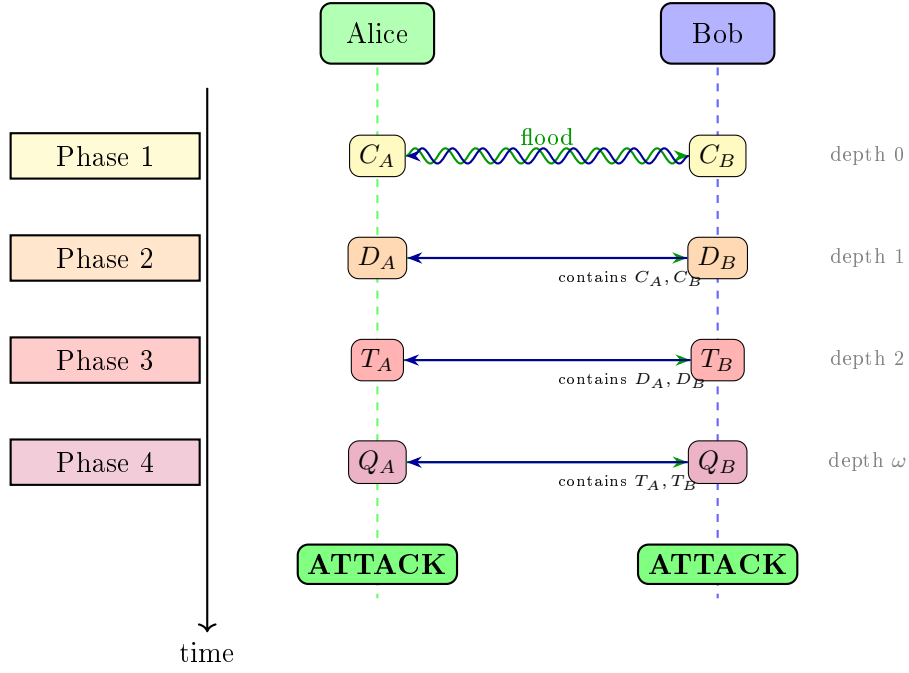 Alice Bob
flood
Phase 1 C_A C_B depth 0
Phase 2 D_A D_B depth 1
contains C_A, C_B
Phase 3 T_A T_B depth 2
contains D_A, D_B
Phase 4 Q_A Q_B depth ω
contains T_A, T_B
ATTACK ATTACK
time